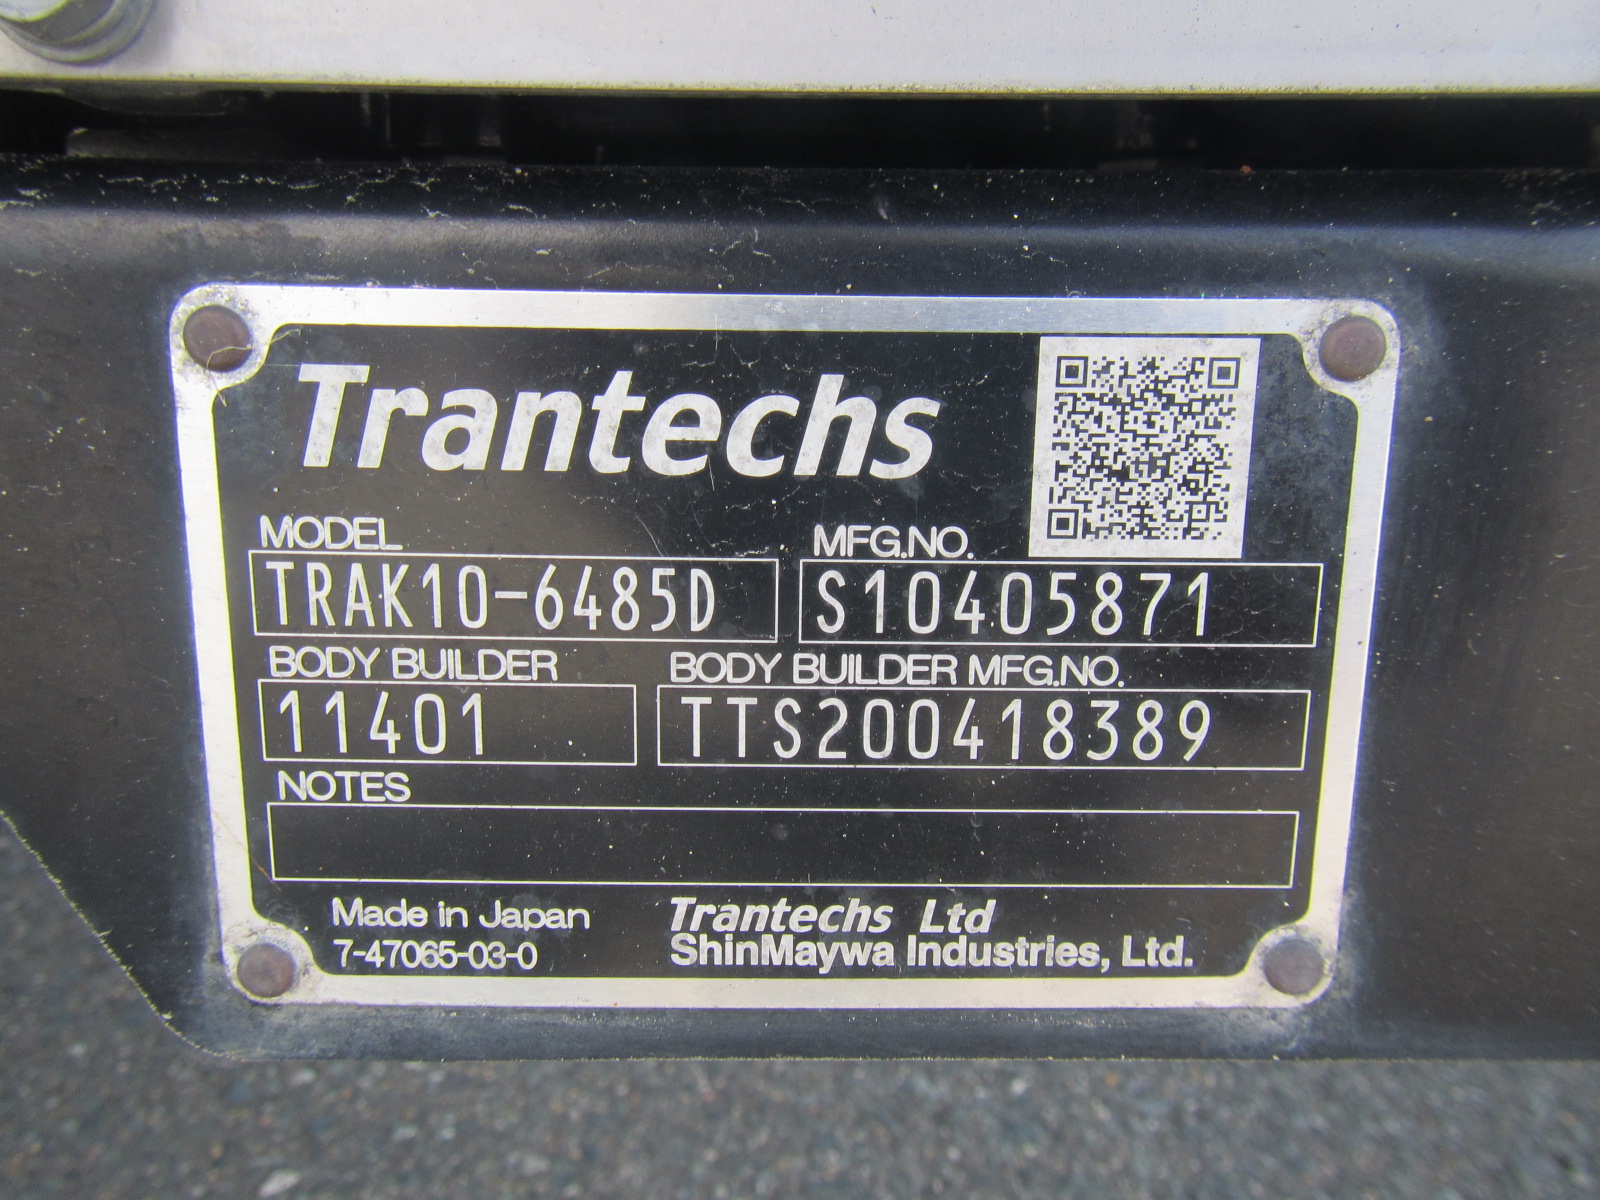 Trantechs
MODEL MFG.NO.
TRAK10-6485D S10405871
BODY BUILDER BODY BUILDER MFG.NO.
11401 TTS200418389
NOTES
Made in Japan Trantechs Ltd
7-47065-03-0 ShinMaywa Industries, Ltd.